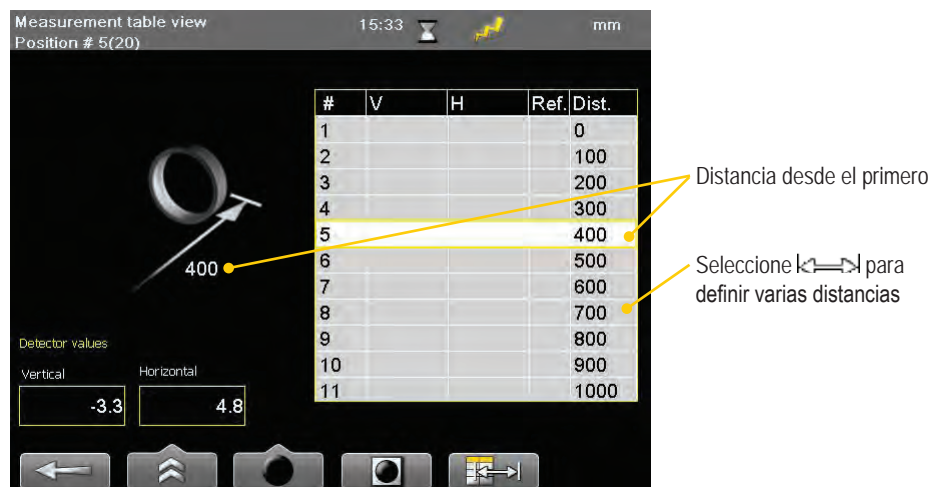 Measurement table view 15:33 mm
Position # 5(20)
# V H Ref. Dist.
1 0
2 100
3 200
4 300
5 400
6 500
7 600
8 700
9 800
10 900
11 1000
400
Detector values
Vertical Horizontal
-3.3 4.8
Distancia desde el primero
Seleccione para
definir varias distancias